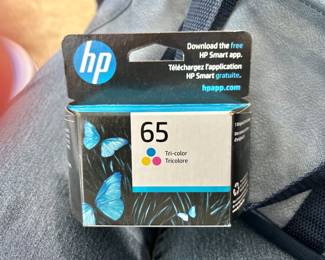 hp
Download the free
HP Smart app.
Téléchargez l'application
HP Smart gratuite.
hpapp.com
65
Tri-color
Tricolore